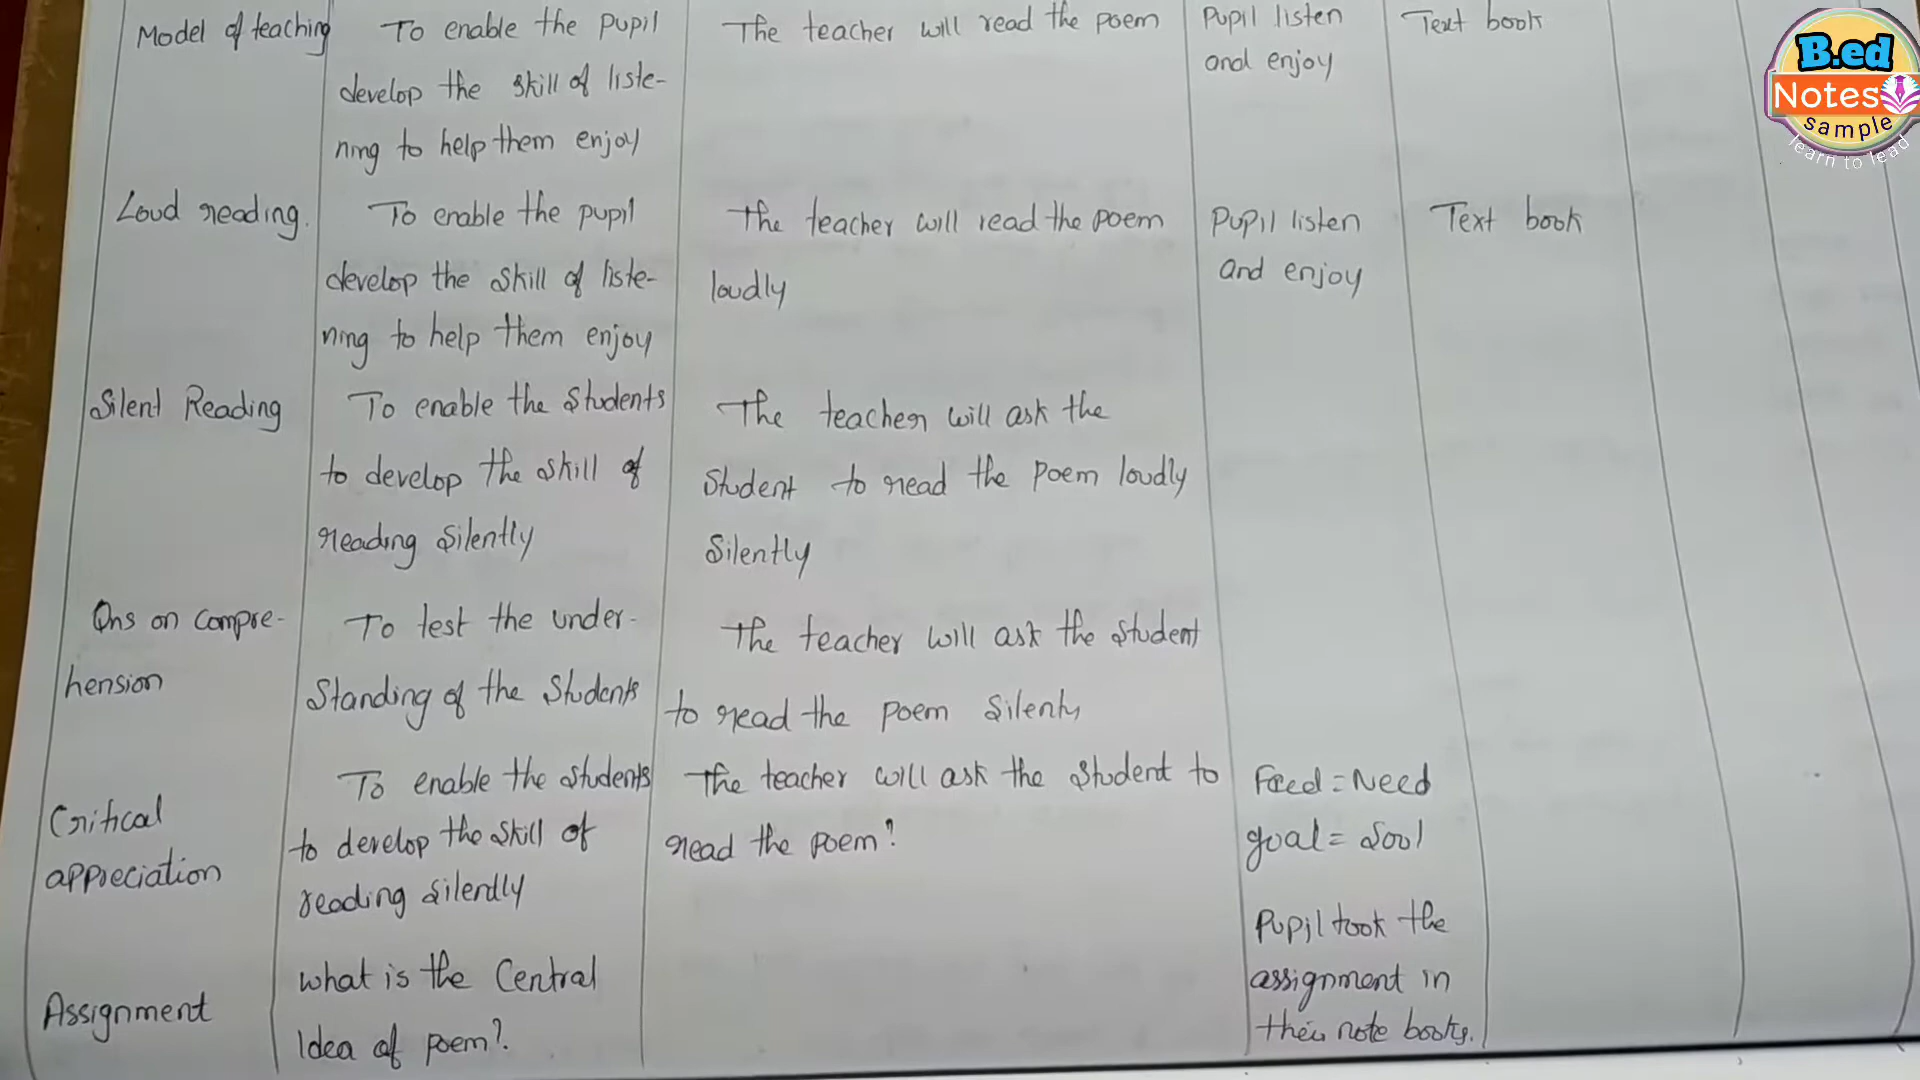 Model of teaching
To enable the pupil
develop the skill of liste-
ning to help them enjoy
The teacher will read the poem
Pupil listen
and enjoy
Text book
Loud reading.
To enable the pupil
develop the skill of liste-
ning to help them enjoy
The teacher will read the poem
loudly
Pupil listen
and enjoy
Text book
Silent Reading
To enable the Students
to develop the skill of
reading Silently
The teacher will ask the
Student to read the poem loudly
Silently
Qns on compre-
hension
To test the under-
Standing of the Students
The teacher will ask the Student
to read the poem Silently
Critical
appreciation
To enable the students
to develop the skill of
reading silently
The teacher will ask the Student to
read the poem?
Feed = Need
goal = Soul
Assignment
what is the Central
Idea of poem?
Pupil took the
assignment in
their note books.
B.ed
Notes
sample
learn to lead